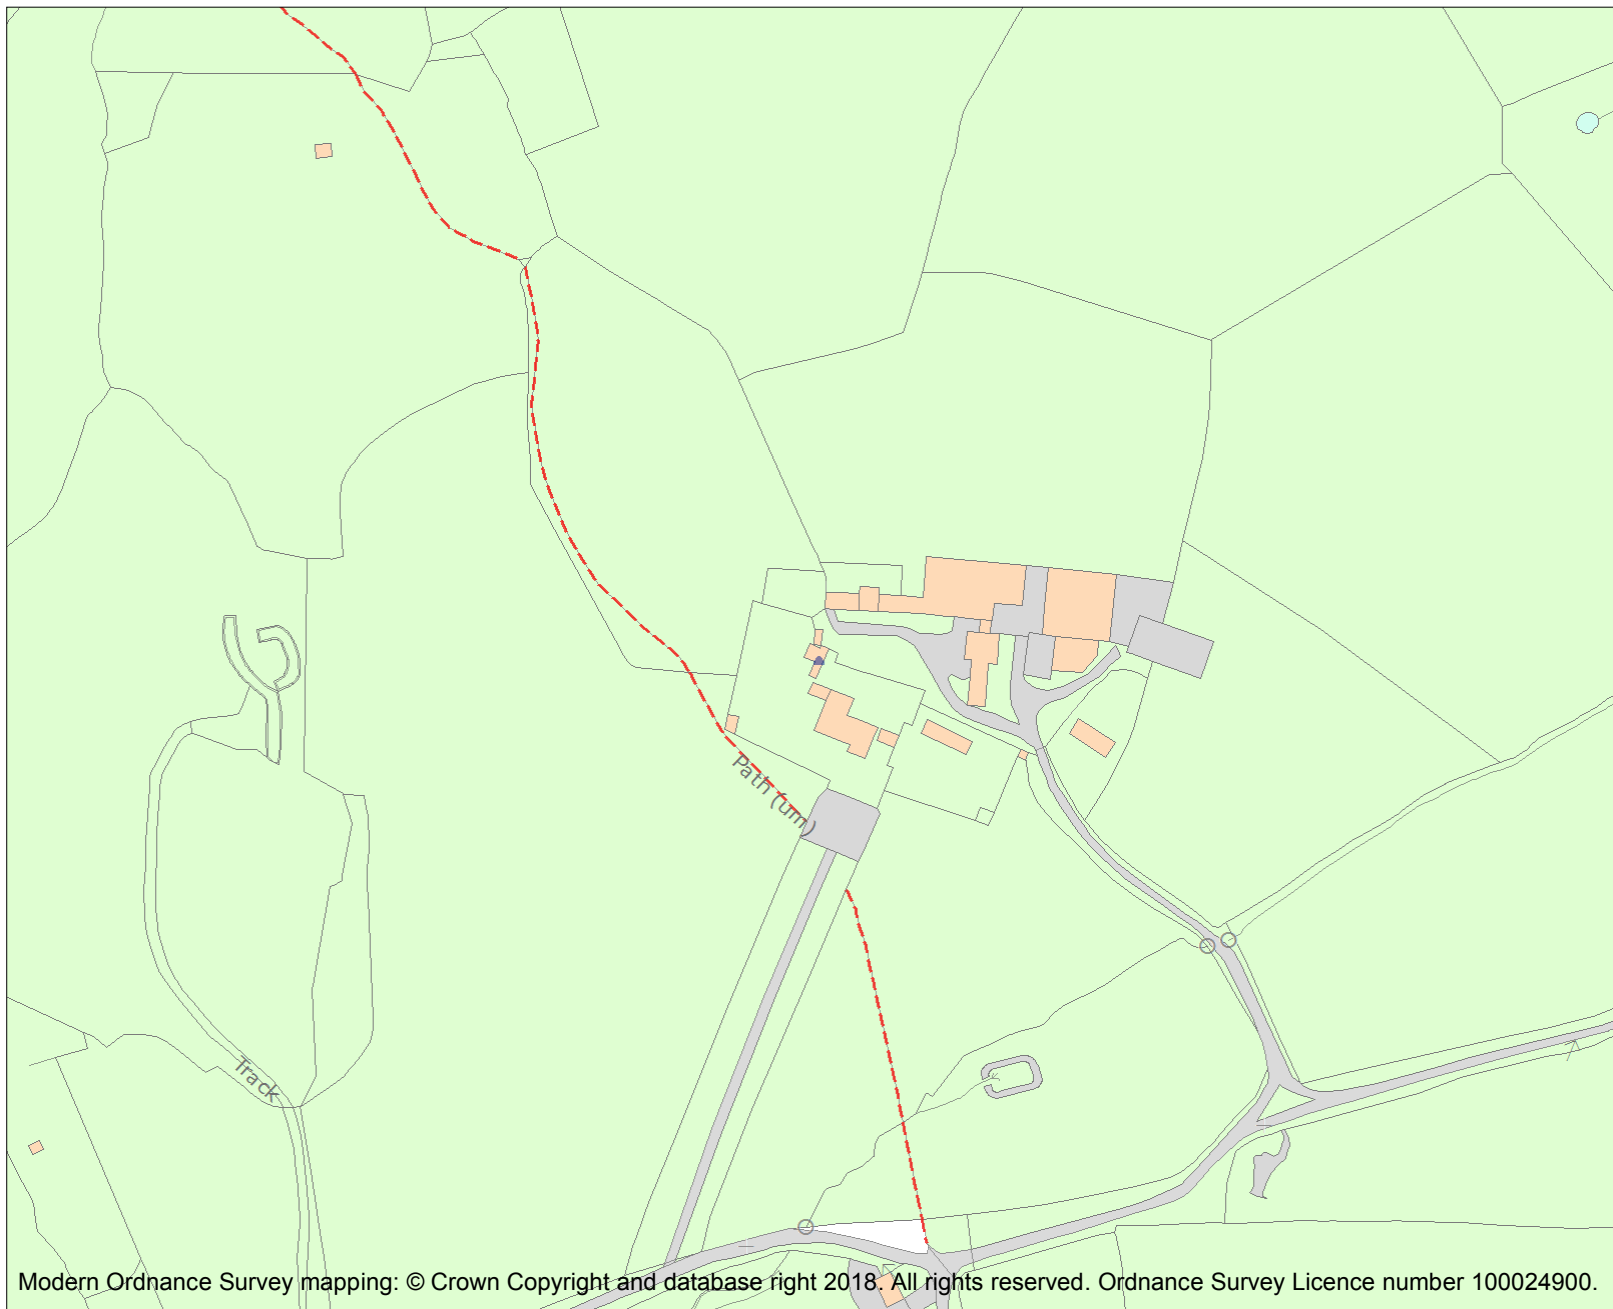 Path (um)
Track
Modern Ordnance Survey mapping: © Crown Copyright and database right 2018. All rights reserved. Ordnance Survey Licence number 100024900.